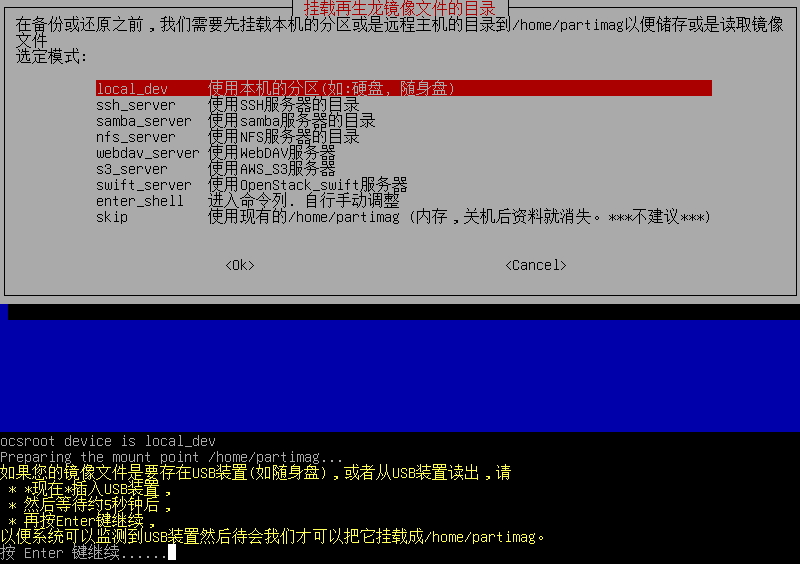 挂载再生龙镜像文件的目录
在备份或还原之前，我们需要先挂载本机的分区或是远程主机的目录到/home/partimag以便储存或是读取镜像
文件
选定模式:
local_dev 使用本机的分区(如:硬盘, 随身盘)
ssh_server 使用SSH服务器的目录
samba_server 使用samba服务器的目录
nfs_server 使用NFS服务器的目录
webdav_server 使用WebDAV服务器
s3_server 使用AWS_S3服务器
swift_server 使用OpenStack_swift服务器
enter_shell 进入命令列. 自行手动调整
skip 使用现有的/home/partimag (内存，关机后资料就消失。***不建议***)
<Ok> <Cancel>
ocsroot device is local_dev
Preparing the mount point /home/partimag...
如果您的镜像文件是要存在USB装置(如随身盘)，或者从USB装置读出，请
* *现在*插入USB装置，
* 然后等待约5秒钟后，
* 再按Enter键继续，
以便系统可以监测到USB装置然后待会我们才可以把它挂载成/home/partimag。
按 Enter 键继续......